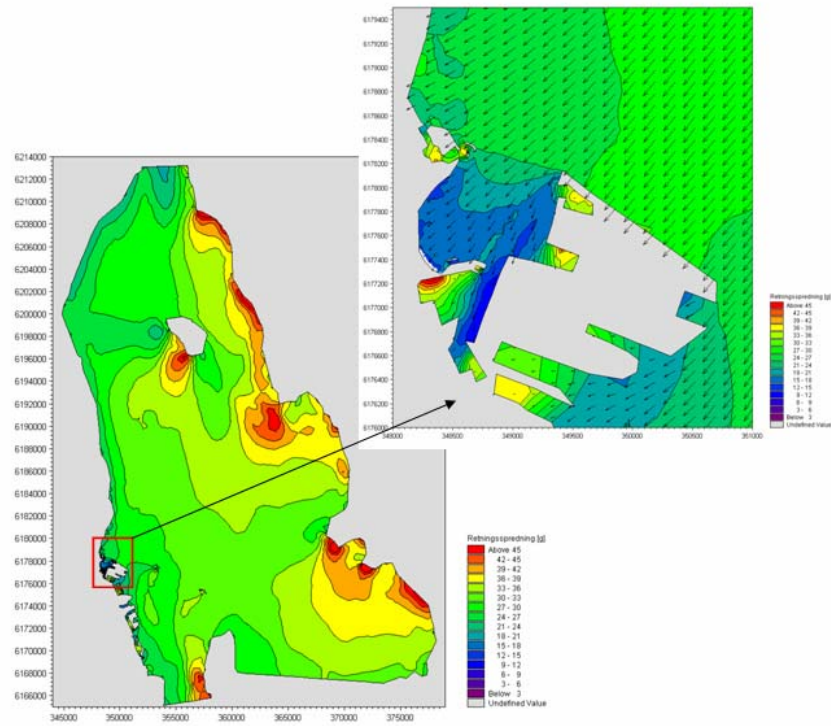 6179400
6179200
6179000
6178800
6178600
6178400
6178200
6178000
6177800
6177600
6177400
6177200
6177000
6176800
6176600
6176400
6176200
6176000
348000 348500 349000 349500 350000 350500 351000
Retningsspredning [g]
Above 45
42 - 45
39 - 42
36 - 39
33 - 36
30 - 33
27 - 30
24 - 27
21 - 24
18 - 21
15 - 18
12 - 15
9 - 12
6 - 9
3 - 6
Below 3
Undefined Value
6214000
6212000
6210000
6208000
6206000
6204000
6202000
6200000
6198000
6196000
6194000
6192000
6190000
6188000
6186000
6184000
6182000
6180000
6178000
6176000
6174000
6172000
6170000
6168000
6166000
345000 350000 355000 360000 365000 370000 375000
Retningsspredning [g]
Above 45
42 - 45
39 - 42
36 - 39
33 - 36
30 - 33
27 - 30
24 - 27
21 - 24
18 - 21
15 - 18
12 - 15
9 - 12
6 - 9
3 - 6
Below 3
Undefined Value